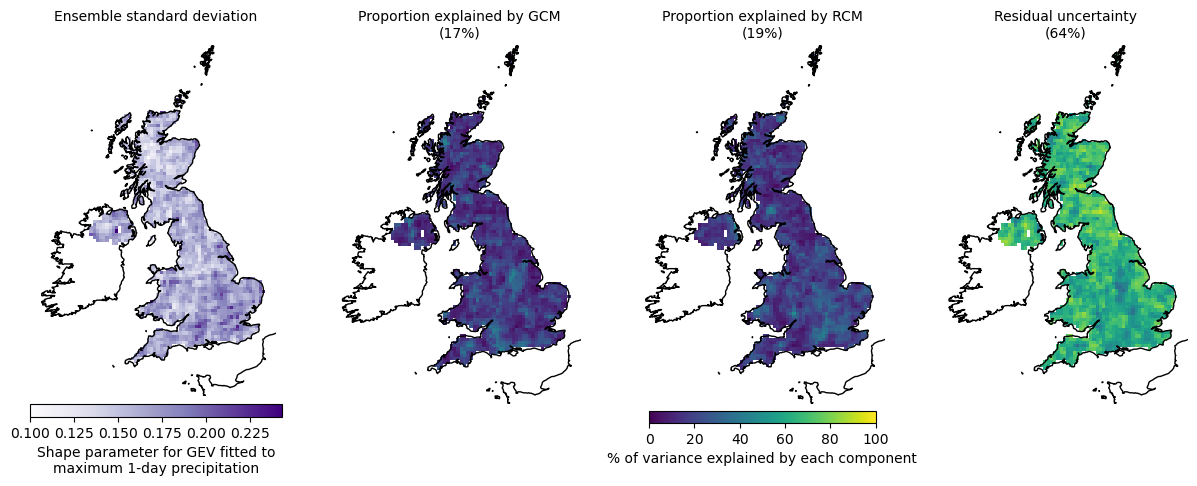 Ensemble standard deviation
Proportion explained by GCM
(17%)
Proportion explained by RCM
(19%)
Residual uncertainty
(64%)
0.100 0.125 0.150 0.175 0.200 0.225
Shape parameter for GEV fitted to
maximum 1-day precipitation
0 20 40 60 80 100
% of variance explained by each component